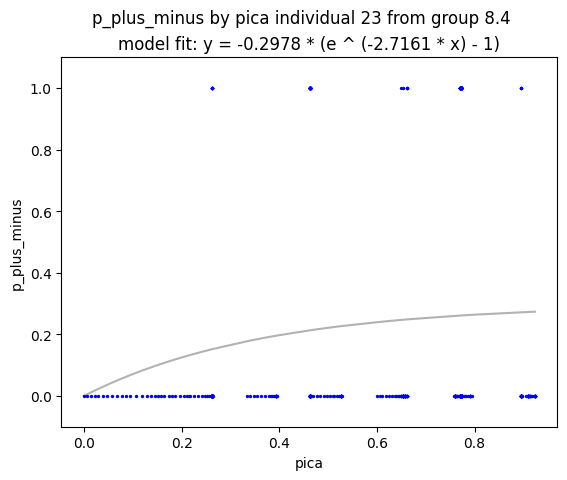 p_plus_minus by pica individual 23 from group 8.4
model fit: y = -0.2978 * (e ^ (-2.7161 * x) - 1)
1.0
0.8
0.6
0.4
0.2
0.0
p_plus_minus
0.0 0.2 0.4 0.6 0.8
pica